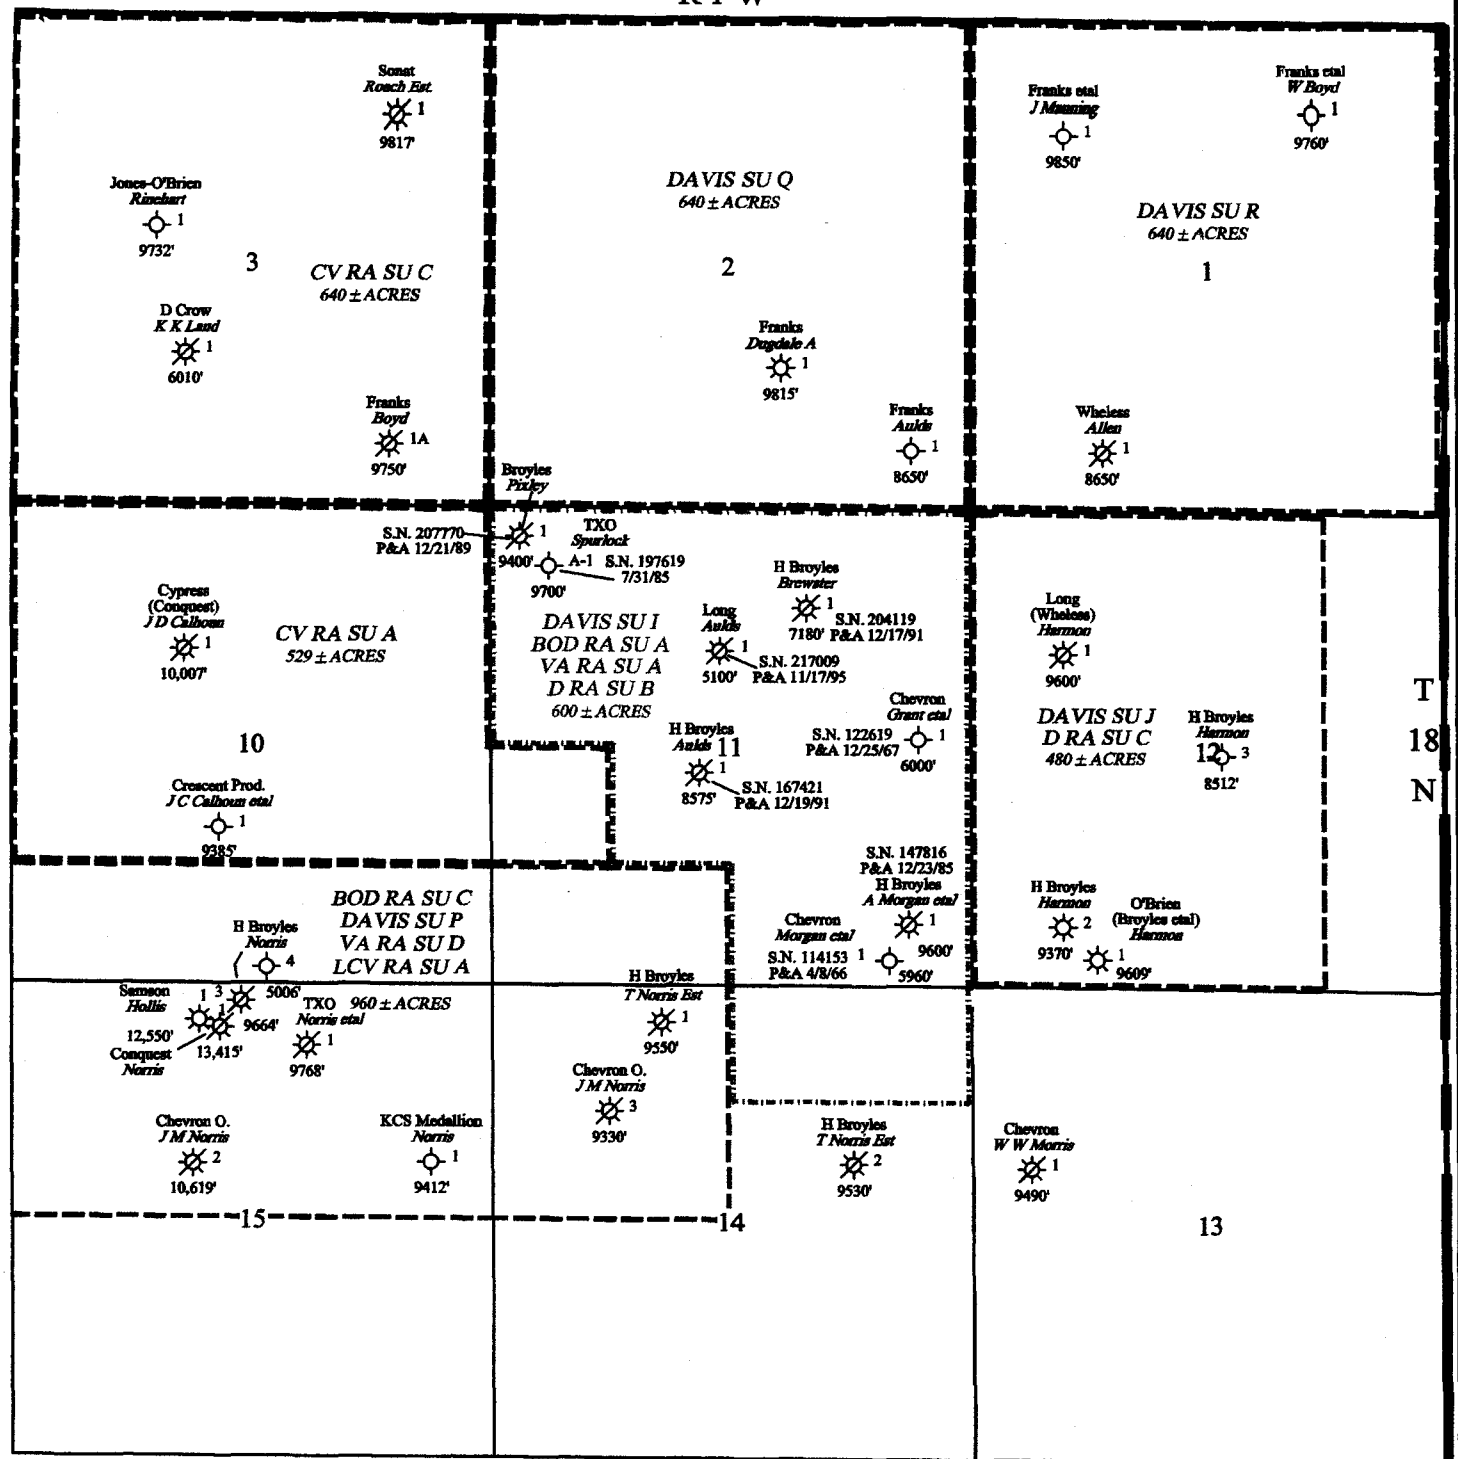 Sonat
Roach Est.
1
9817'
Jones-O'Brien
Rinehart
1
9732'
3
CV RA SU C
640 ± ACRES
D Crow
K K Land
1
6010'
Franks
Boyd
1A
9750'
DAVIS SU Q
640 ± ACRES
2
Franks
Dugdale A
1
9815'
Franks
Aulds
1
8650'
Franks etal
J Manning
1
9850'
Franks etal
W Boyd
1
9760'
DAVIS SU R
640 ± ACRES
1
Wheless
Allen
1
8650'
Broyles
Pixley
1
S.N. 207770
P&A 12/21/89
9400'
TXO
Spurlock
A-1 S.N. 197619
7/31/85
9700'
Cypress
(Conquest)
J D Calhoun
1
10,007'
CV RA SU A
529 ± ACRES
10
Crescent Prod.
J C Calhoun etal
1
9385'
DAVIS SU I
BOD RA SU A
VA RA SU A
D RA SU B
600 ± ACRES
H Broyles
Brewster
1
7180'
S.N. 204119
P&A 12/17/91
Long
Aulds
1
5100'
S.N. 217009
P&A 11/17/95
Chevron
Grant etal
1
S.N. 122619
P&A 12/25/67
6000'
H Broyles
Aulds
11
1
8575'
S.N. 167421
P&A 12/19/91
S.N. 147816
P&A 12/23/85
H Broyles
A Morgan etal
1
9600'
Chevron
Morgan etal
S.N. 114153
P&A 4/8/66
1
5960'
Long
(Wheless)
Harmon
1
9600'
DAVIS SU J
D RA SU C
480 ± ACRES
H Broyles
Harmon
12
3
8512'
H Broyles
Harmon
2
9370'
O'Brien
(Broyles etal)
Harmon
1
9609'
T
18
N
BOD RA SU C
DAVIS SU P
VA RA SU D
LCV RA SU A
960 ± ACRES
H Broyles
Norris
4
5006'
3
9664'
Samson
Hollis
1
12,550'
Conquest
Norris
1
13,415'
TXO
Norris etal
1
9768'
H Broyles
T Norris Est
1
9550'
Chevron O.
J M Norris
3
9330'
Chevron O.
J M Norris
2
10,619'
KCS Medallion
Norris
1
9412'
H Broyles
T Norris Est
2
9530'
Chevron
W W Morris
1
9490'
15
14
13